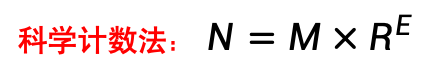 科学计数法： N = M × R^E